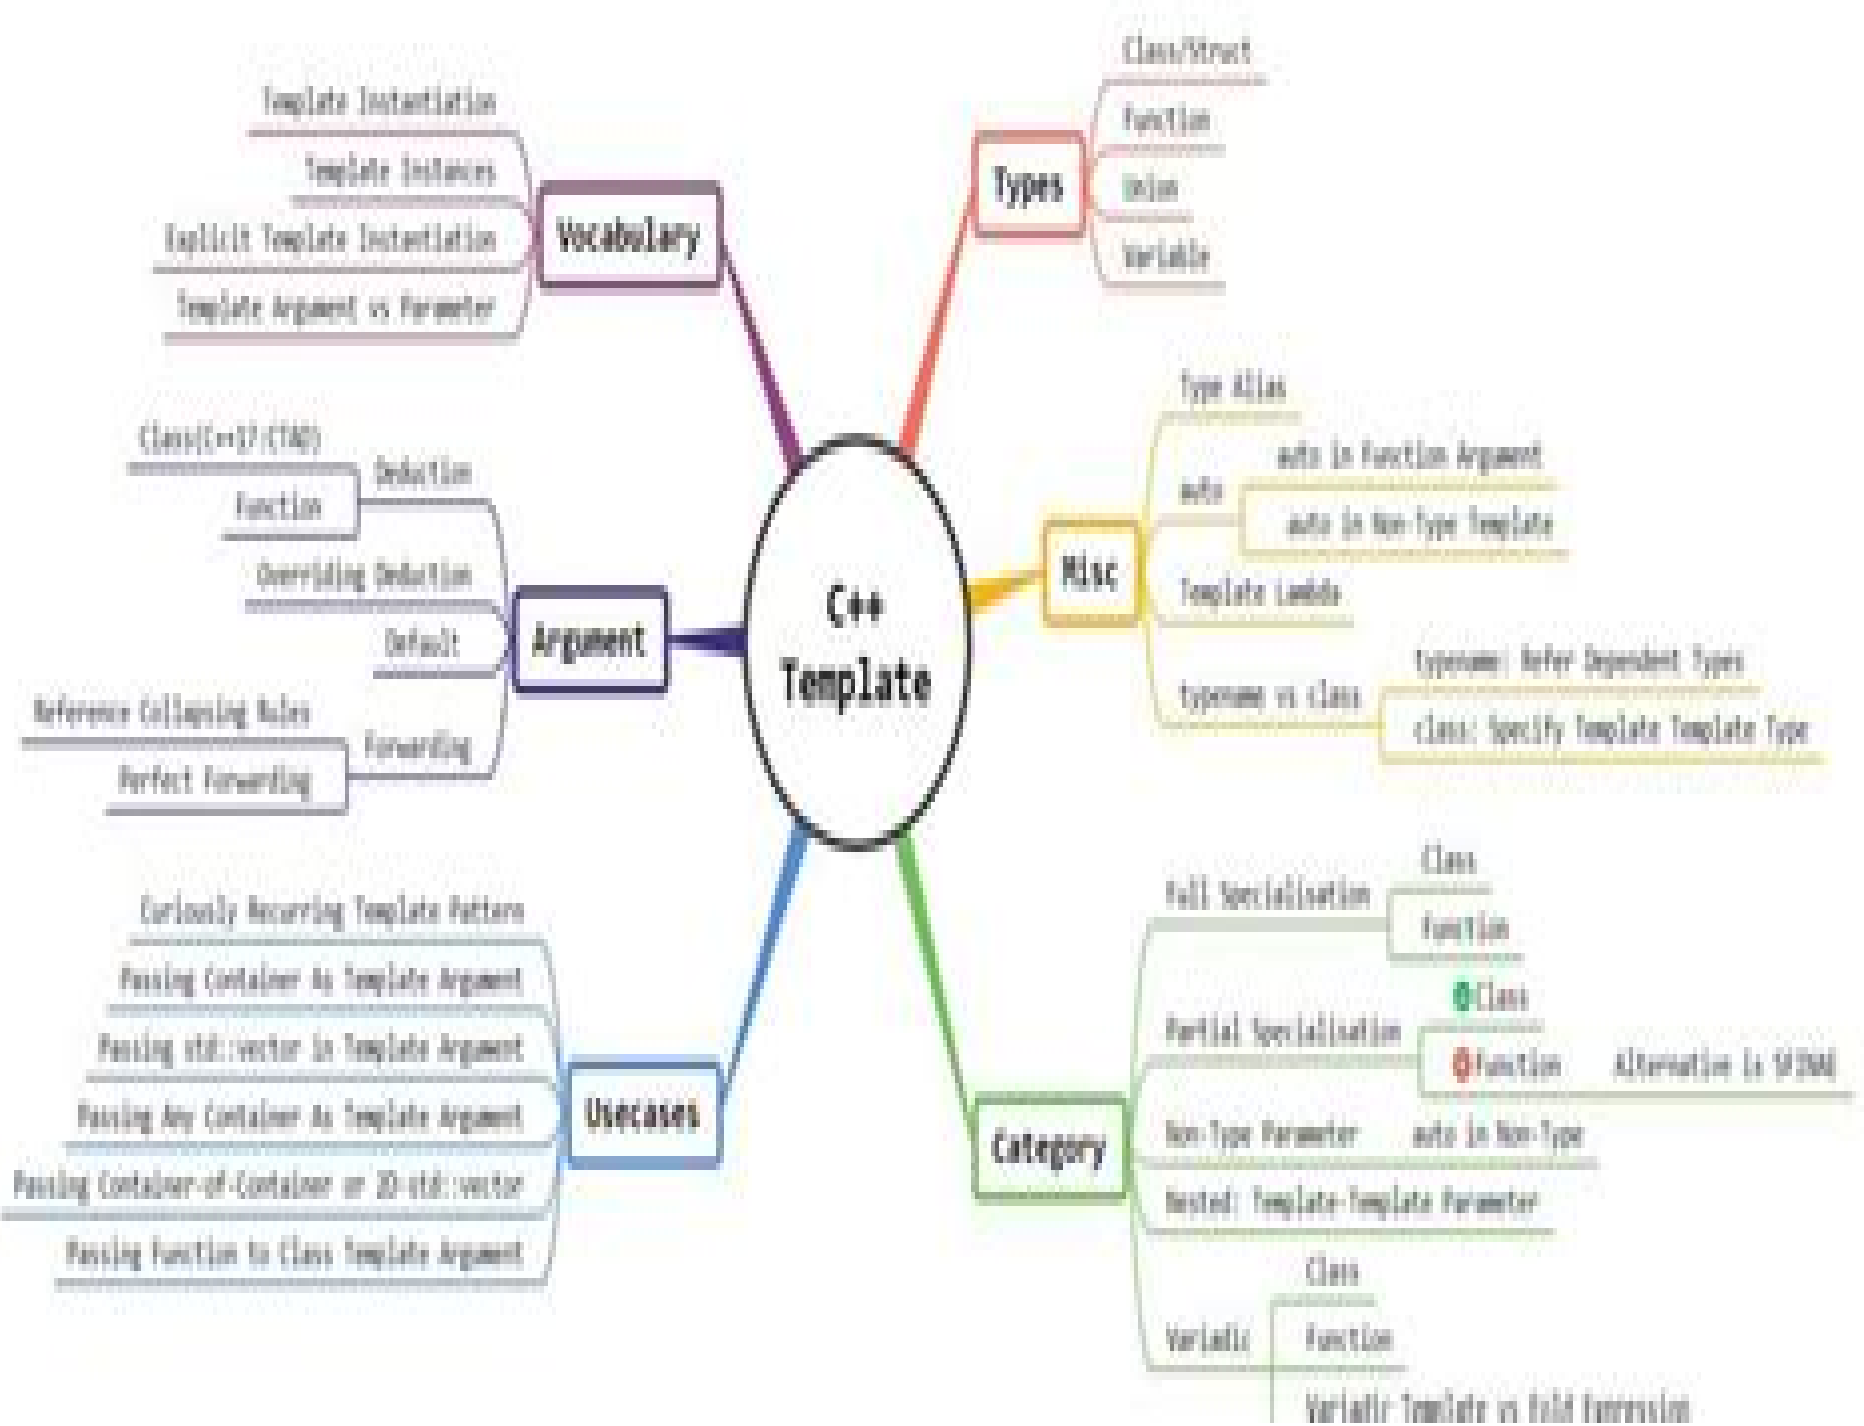 C++
Template
Vocabulary
Template Instantiation
Template Instances
Explicit Template Instantiation
Template Argument vs Parameter
Argument
Deduction
Class(C++17:CTAD)
Function
Overriding Deduction
Default
Forwarding
Reference Collapsing Rules
Perfect Forwarding
Usecases
Curiously Recurring Template Pattern
Passing Container As Template Argument
Passing std::vector in Template Argument
Passing Any Container As Template Argument
Passing Container-of-Container or 2D-std::vector
Passing Function to Class Template Argument
Types
Class/Struct
Function
Union
Variable
Misc
Type Alias
auto
auto in Function Argument
auto in Non-Type Template
Template Lambda
typename vs class
typename: Refer Dependent Types
class: Specify Template Template Type
Category
Full Specialisation
Class
Function
Partial Specialisation
Class
Function
Alternative is SFINAE
Non-Type Parameter
auto in Non-Type
Nested: Template-Template Parameter
Variadic
Class
Function
Variadic Template vs Fold Expression